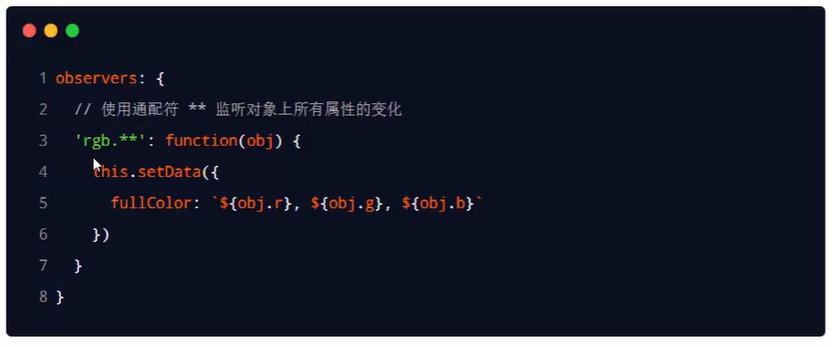 1 observers: {
2   // 使用通配符 ** 监听对象上所有属性的变化
3   'rgb.**': function(obj) {
4     this.setData({
5       fullColor: `${obj.r}, ${obj.g}, ${obj.b}`
6     })
7   }
8 }